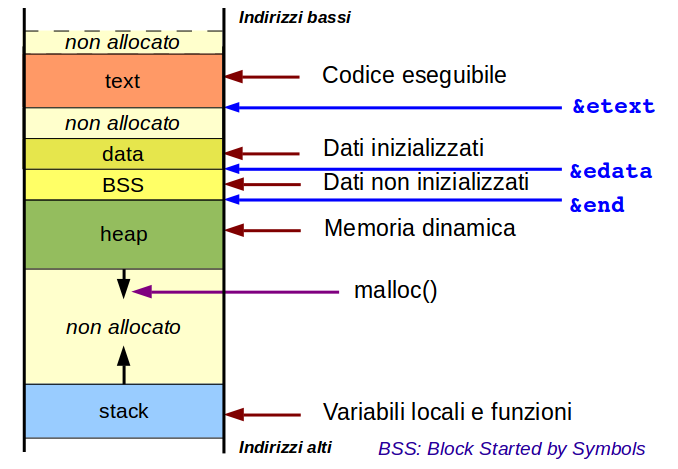 Indirizzi bassi
non allocato
text
Codice eseguibile
&etext
non allocato
data
Dati inizializzati
&edata
BSS
Dati non inizializzati
&end
heap
Memoria dinamica
malloc()
non allocato
stack
Variabili locali e funzioni
Indirizzi alti
BSS: Block Started by Symbols